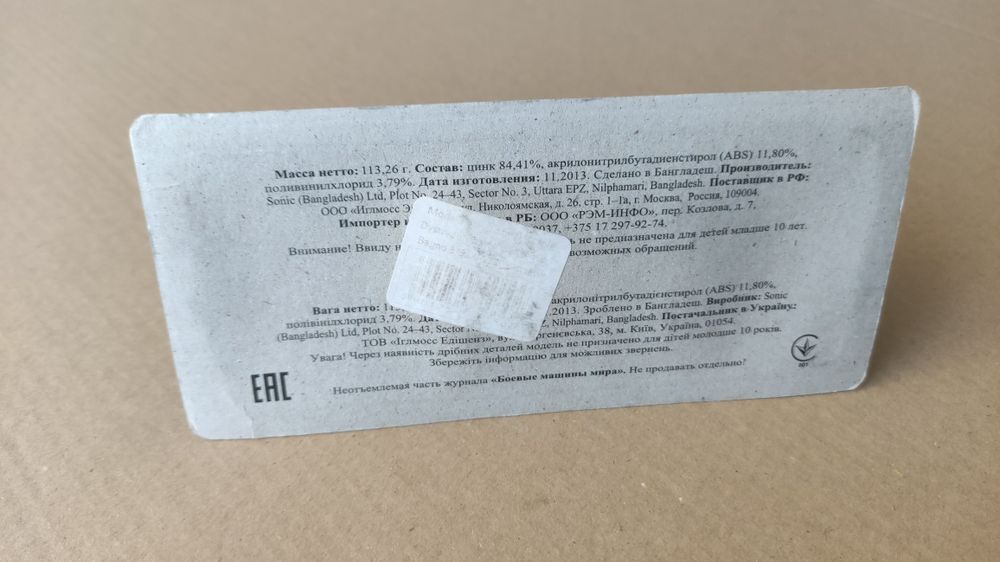 Масса нетто: 113,26 г. Состав: цинк 84,41%, акрилонитрилбутадиенстирол (ABS) 11,80%,
поливинилхлорид 3,79%. Дата изготовления: 11.2013. Сделано в Бангладеш. Производитель:
Sonic (Bangladesh) Ltd, Plot No. 24-43, Sector No. 3, Uttara EPZ, Nilphamari, Bangladesh. Поставщик в РФ:
ООО «Иглмосс ул. Николоямская, д. 26, стр. 1–1а, г. Москва, Россия, 109004.
Импортер в РБ: ООО «РЭМ-ИНФО», пер. Козлова, д. 7,
0037, +375 17 297-92-74.
Внимание! Ввиду не предназначена для детей младше 10 лет.
возможных обращений.
Вага нетто: акрилонітрилбутадієнстирол (ABS) 11,80%,
полівінілхлорид 3,79%. .2013. Зроблено в Бангладеш. Виробник: Sonic
(Bangladesh) Ltd, Plot No. 24-43, Sector Nilphamari, Bangladesh. Постачальник в Україну:
ТОВ «Іглмосс Едішенз», 38, м. Київ, Україна, 01054.
Увага! Через наявність дрібних деталей модель не призначено для дітей молодше 10 років.
Збережіть інформацію для можливих звернень.
EAC
Неотъемлемая часть журнала «Боевые машины мира». Не продавать отдельно!
001